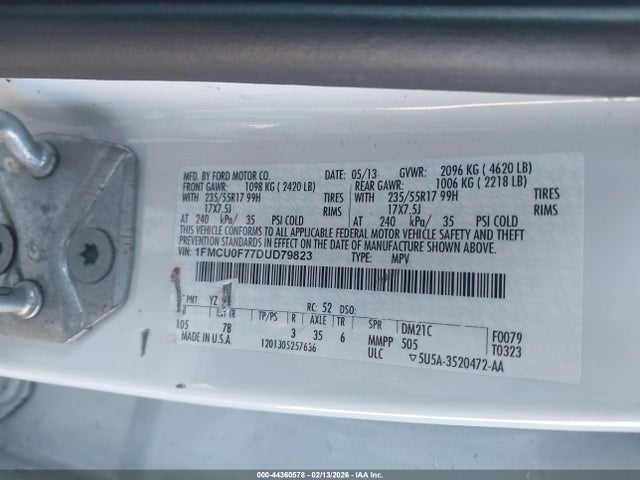 MFD. BY FORD MOTOR CO. DATE: 05/13 GVWR: 2096 KG ( 4620 LB)
FRONT GAWR: 1098 KG ( 2420 LB) REAR GAWR: 1006 KG ( 2218 LB)
WITH 235/55R17 99H TIRES WITH 235/55R17 99H TIRES
17X7.5J RIMS 17X7.5J RIMS
AT 240 kPa/ 35 PSI COLD AT 240 kPa/ 35 PSI COLD
THIS VEHICLE CONFORMS TO ALL APPLICABLE FEDERAL MOTOR VEHICLE SAFETY AND THEFT
PREVENTION STANDARDS IN EFFECT ON THE DATE OF MANUFACTURE SHOWN ABOVE.
VIN: 1FMCU0F77DUD79823 TYPE: MPV
PNT: YZ RC: 52 DSO:
TR TP/PS R AXLE TR SPR DM21C F0079
105 7B 3 35 6 MMPP 505 T0323
MADE IN U.S.A. 1201305257636 ULC ▽5U5A-3520472-AA
000-44360578 - 02/13/2026 - IAAI.COM